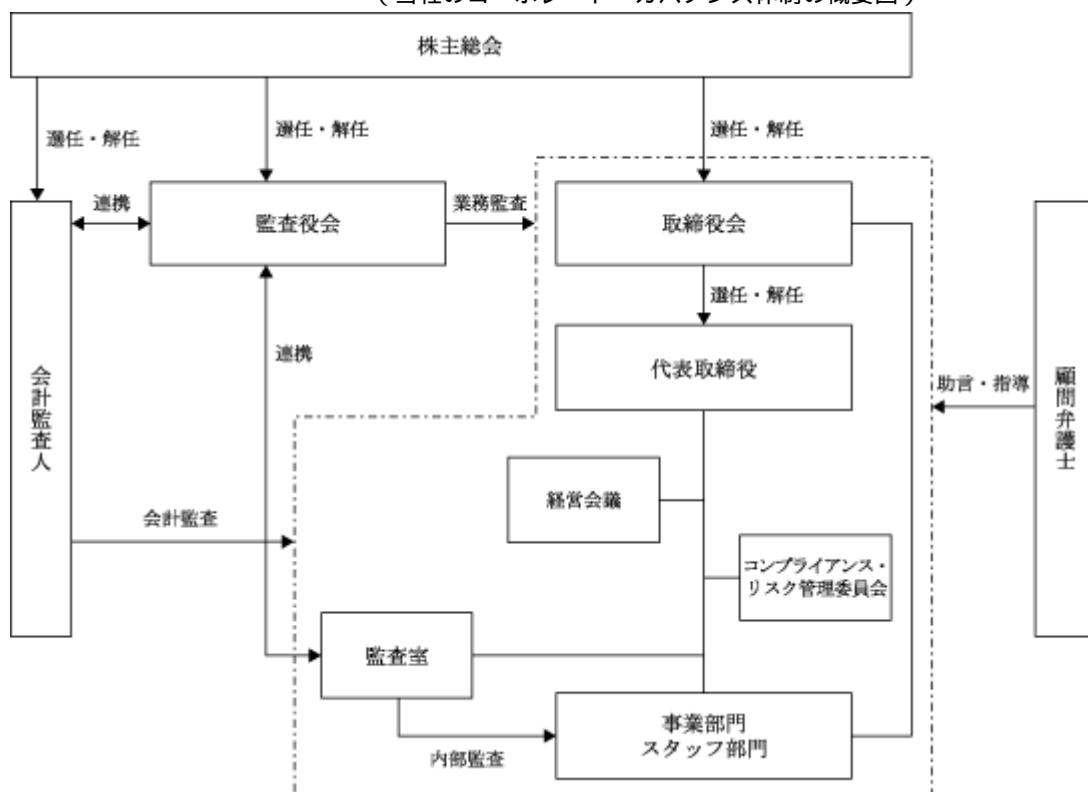 (当社のコーポレート・ガバナンス体制の概要図)
株主総会
選任・解任
選任・解任
選任・解任
連携
監査役会
業務監査
取締役会
選任・解任
連携
代表取締役
会計監査人
助言・指導
顧問弁護士
経営会議
会計監査
コンプライアンス・
リスク管理委員会
監査室
事業部門
スタッフ部門
内部監査